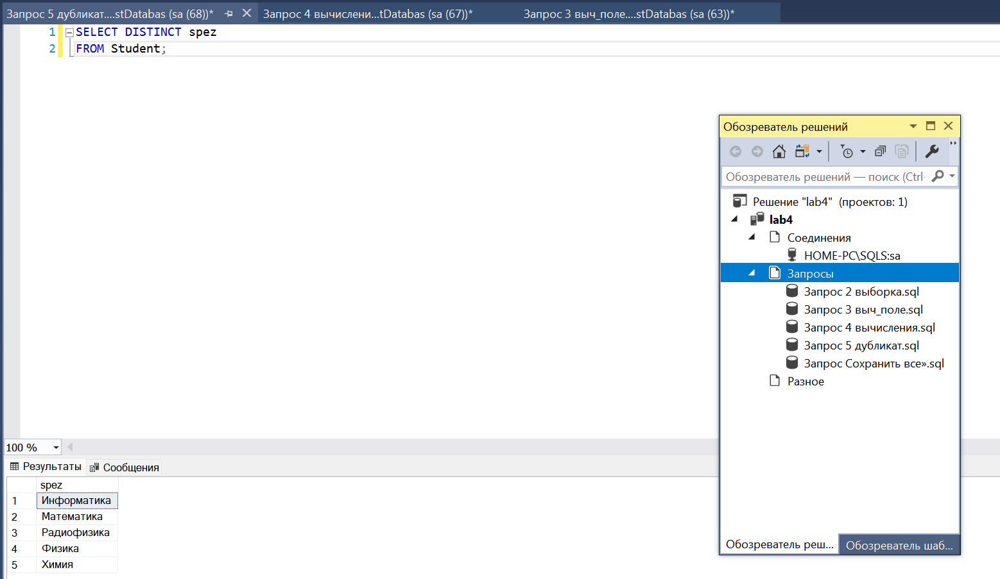 Запрос 5 дубликат....stDatabas (sa (68))*
Запрос 4 вычислени...tDatabas (sa (67))*
Запрос 3 выч_поле....stDatabas (sa (63))*
1 SELECT DISTINCT spez
2 FROM Student;
Обозреватель решений
Обозреватель решений — поиск (Ctrl
Решение "lab4" (проектов: 1)
lab4
Соединения
HOME-PC\SQLS:sa
Запросы
Запрос 2 выборка.sql
Запрос 3 выч_поле.sql
Запрос 4 вычисления.sql
Запрос 5 дубликат.sql
Запрос Сохранить все».sql
Разное
Обозреватель реш...
Обозреватель шаб...
100 %
Результаты
Сообщения
spez
1 Информатика
2 Математика
3 Радиофизика
4 Физика
5 Химия